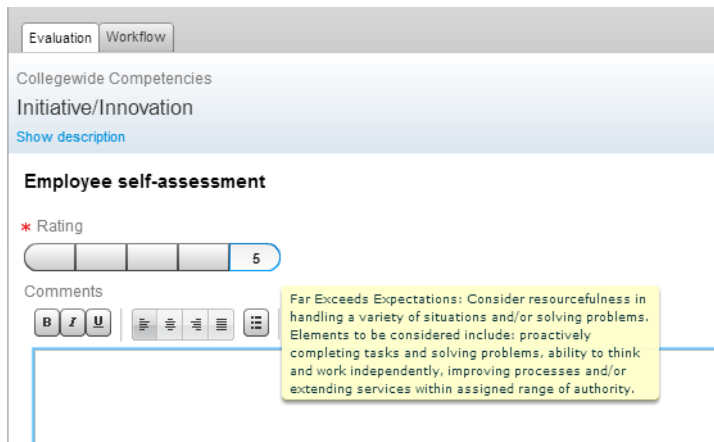 Evaluation Workflow
Collegewide Competencies
Initiative/Innovation
Show description
Employee self-assessment
* Rating
5
Comments
B I U
Far Exceeds Expectations: Consider resourcefulness in
handling a variety of situations and/or solving problems.
Elements to be considered include: proactively
completing tasks and solving problems, ability to think
and work independently, improving processes and/or
extending services within assigned range of authority.